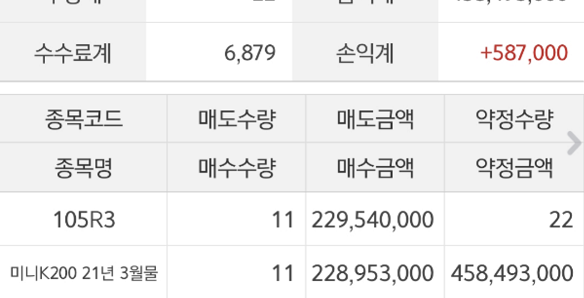 수수료계 6,879 손익계 +587,000
종목코드 매도수량 매도금액 약정수량
종목명 매수수량 매수금액 약정금액
105R3 11 229,540,000 22
미니K200 21년 3월물 11 228,953,000 458,493,000